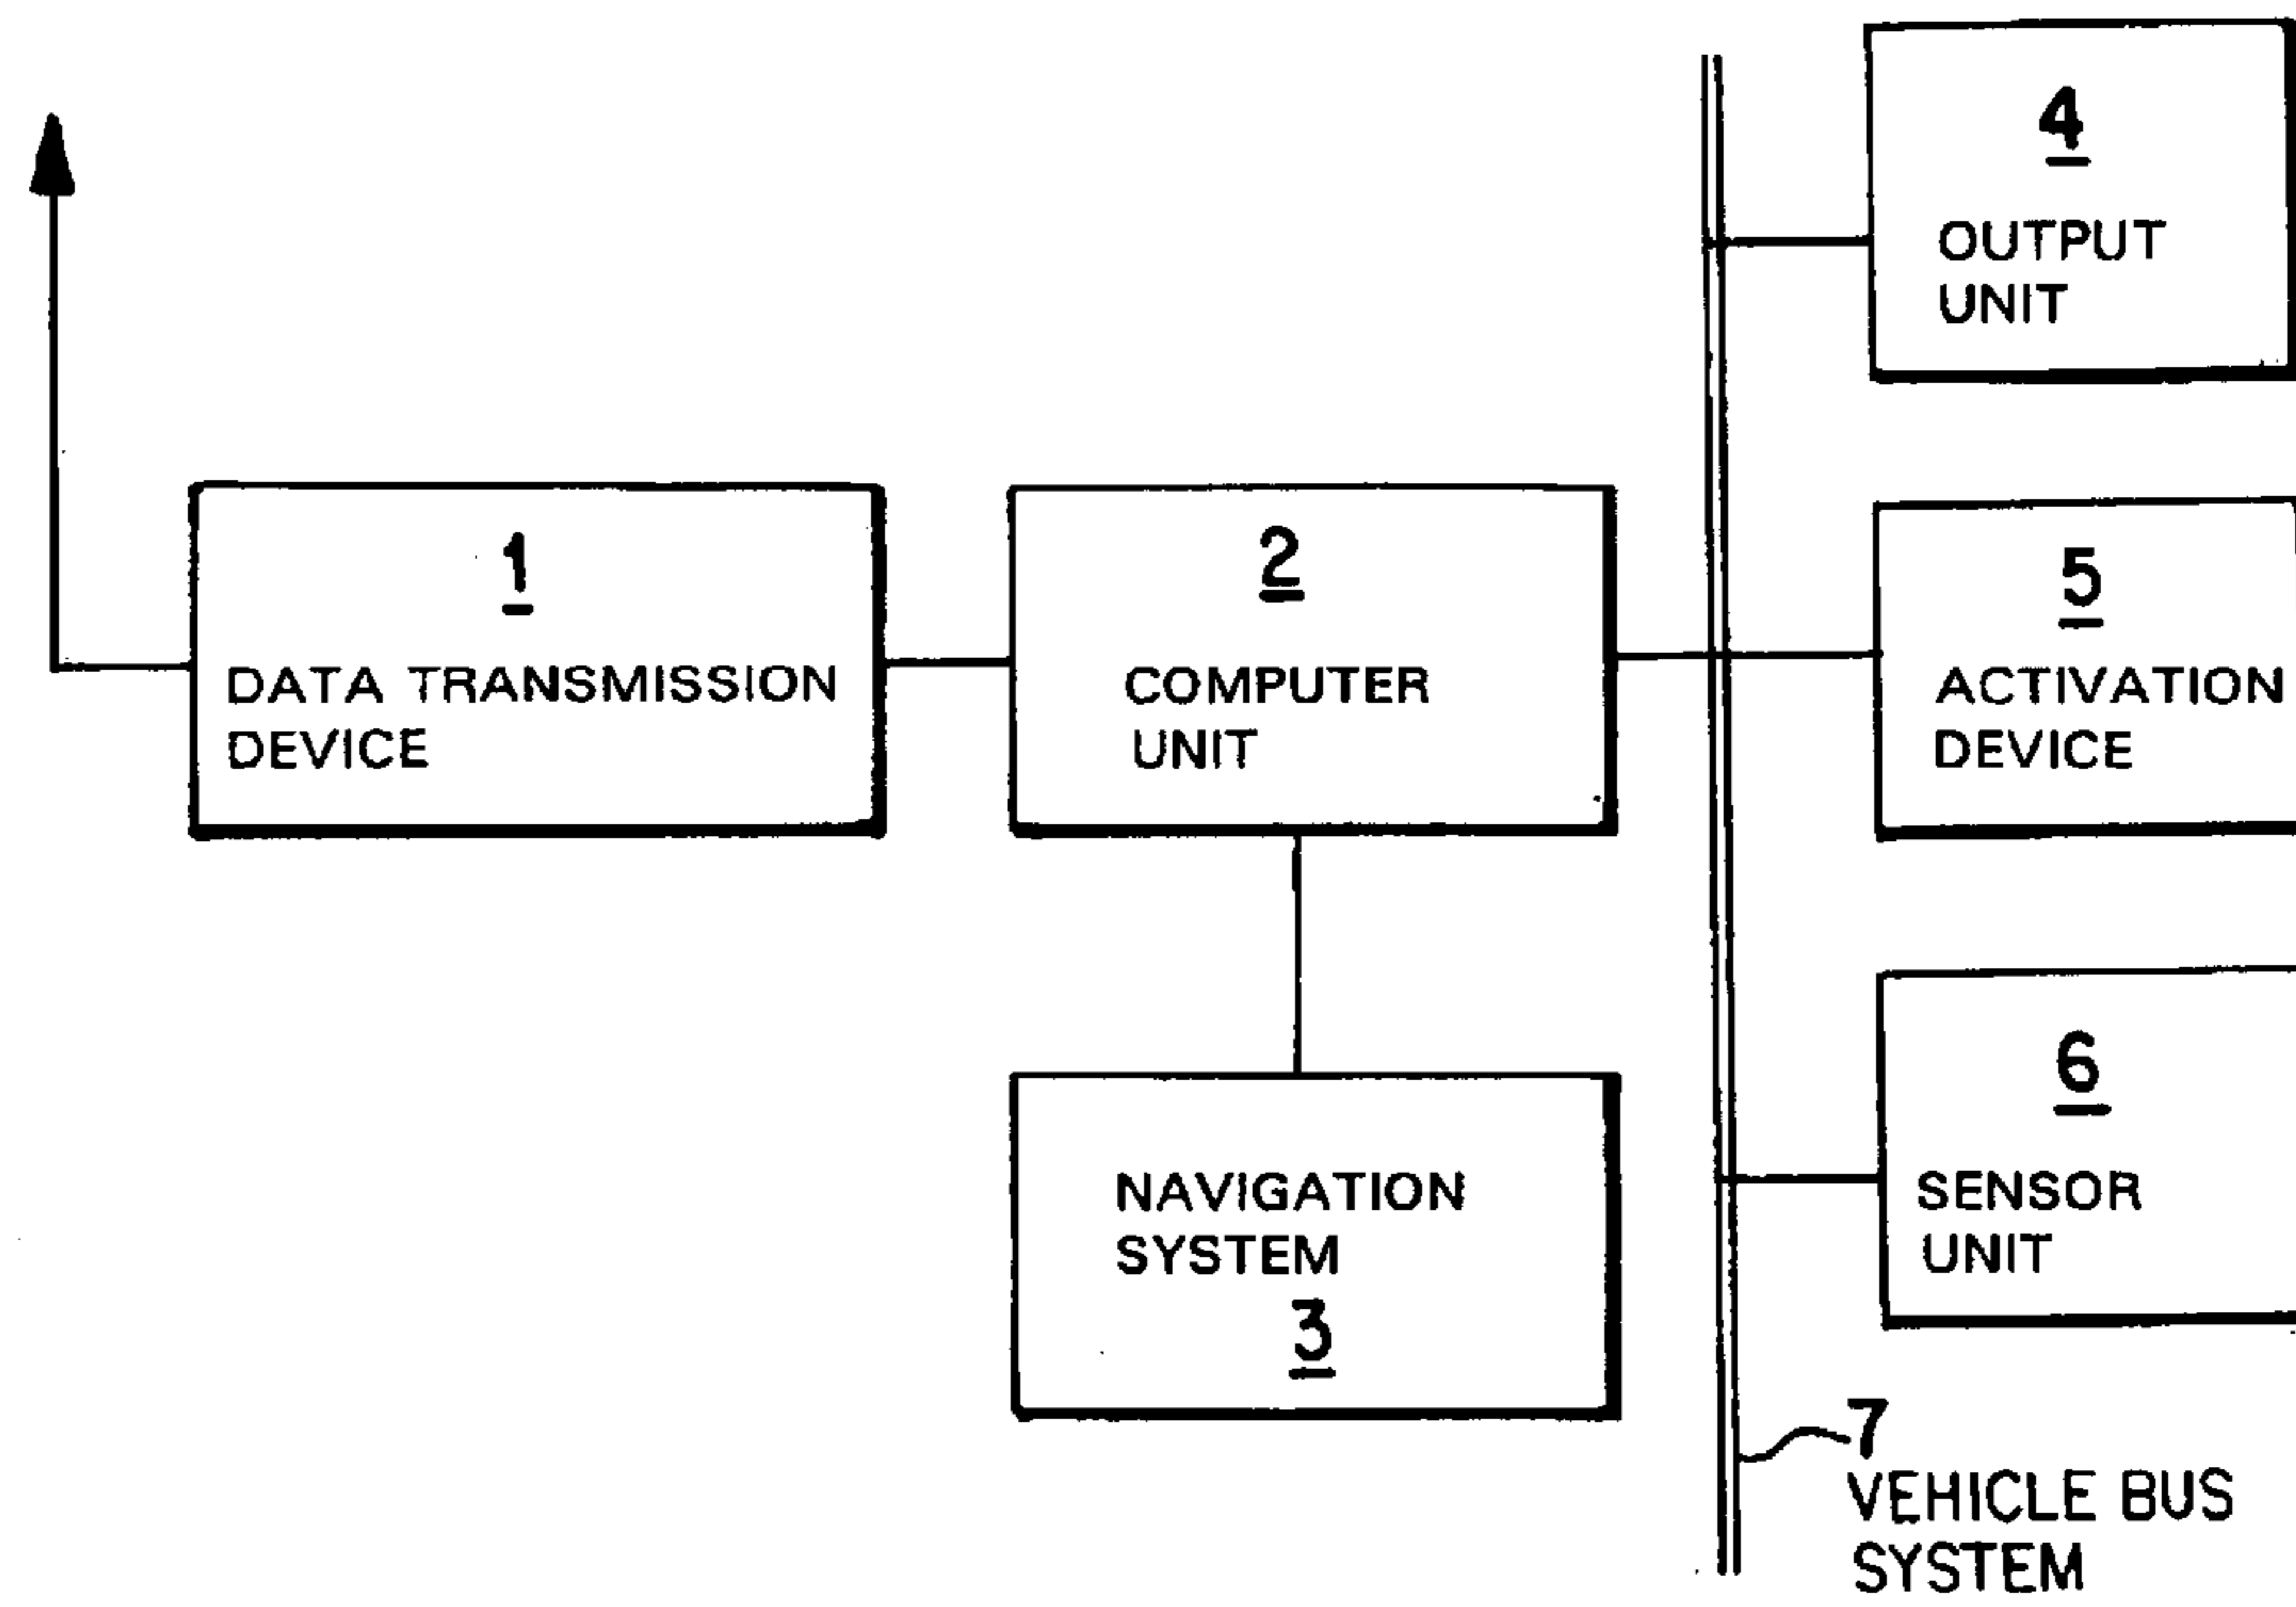 4
OUTPUT
UNIT
1
DATA TRANSMISSION
DEVICE
2
COMPUTER
UNIT
5
ACTIVATION
DEVICE
NAVIGATION
SYSTEM
3
6
SENSOR
UNIT
7
VEHICLE BUS
SYSTEM